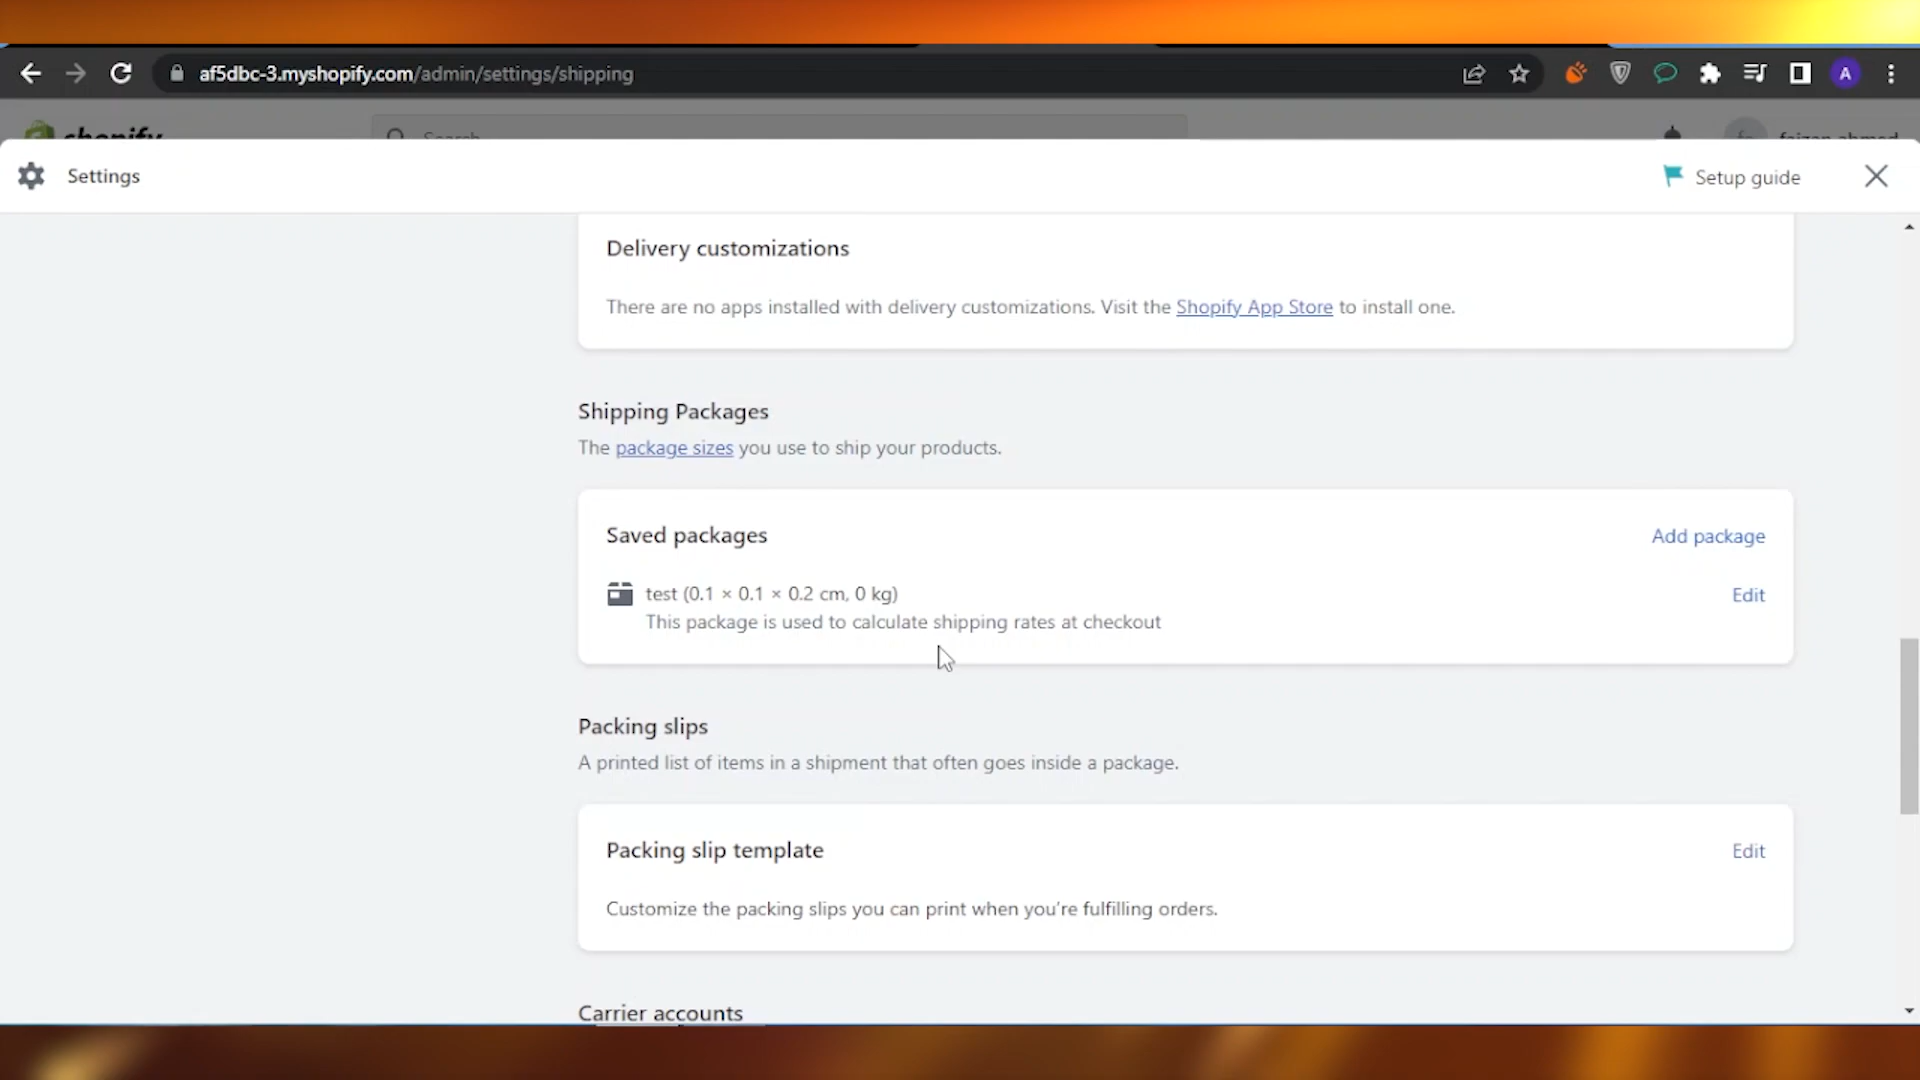 af5dbc-3.myshopify.com/admin/settings/shipping
A
shopify
Search
faizan ahmed
Settings
Setup guide
Delivery customizations
There are no apps installed with delivery customizations. Visit the Shopify App Store to install one.
Shipping Packages
The package sizes you use to ship your products.
Saved packages
Add package
test (0.1 × 0.1 × 0.2 cm, 0 kg)
Edit
This package is used to calculate shipping rates at checkout
Packing slips
A printed list of items in a shipment that often goes inside a package.
Packing slip template
Edit
Customize the packing slips you can print when you're fulfilling orders.
Carrier accounts